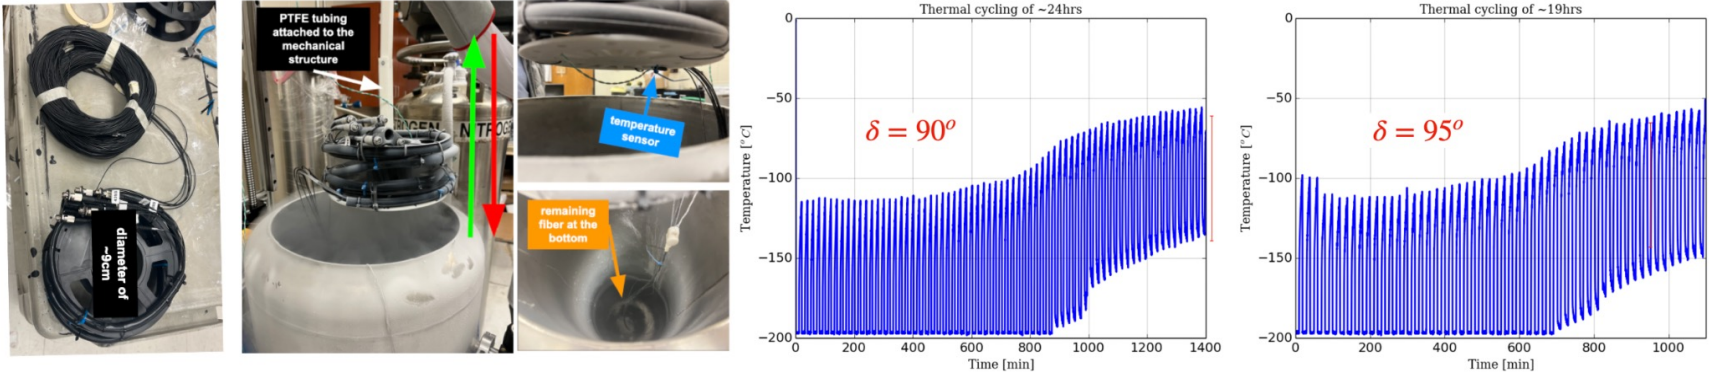 diameter of
~9cm
PTFE tubing
attached to the
mechanical
structure
NITROGEN
temperature
sensor
remaining
fiber at the
bottom
Thermal cycling of ~24hrs
Temperature [°C]
0
−50
−100
−150
−200
δ = 90°
0 200 400 600 800 1000 1200 1400
Time [min]
Thermal cycling of ~19hrs
Temperature [°C]
0
−50
−100
−150
−200
δ = 95°
0 200 400 600 800 1000
Time [min]